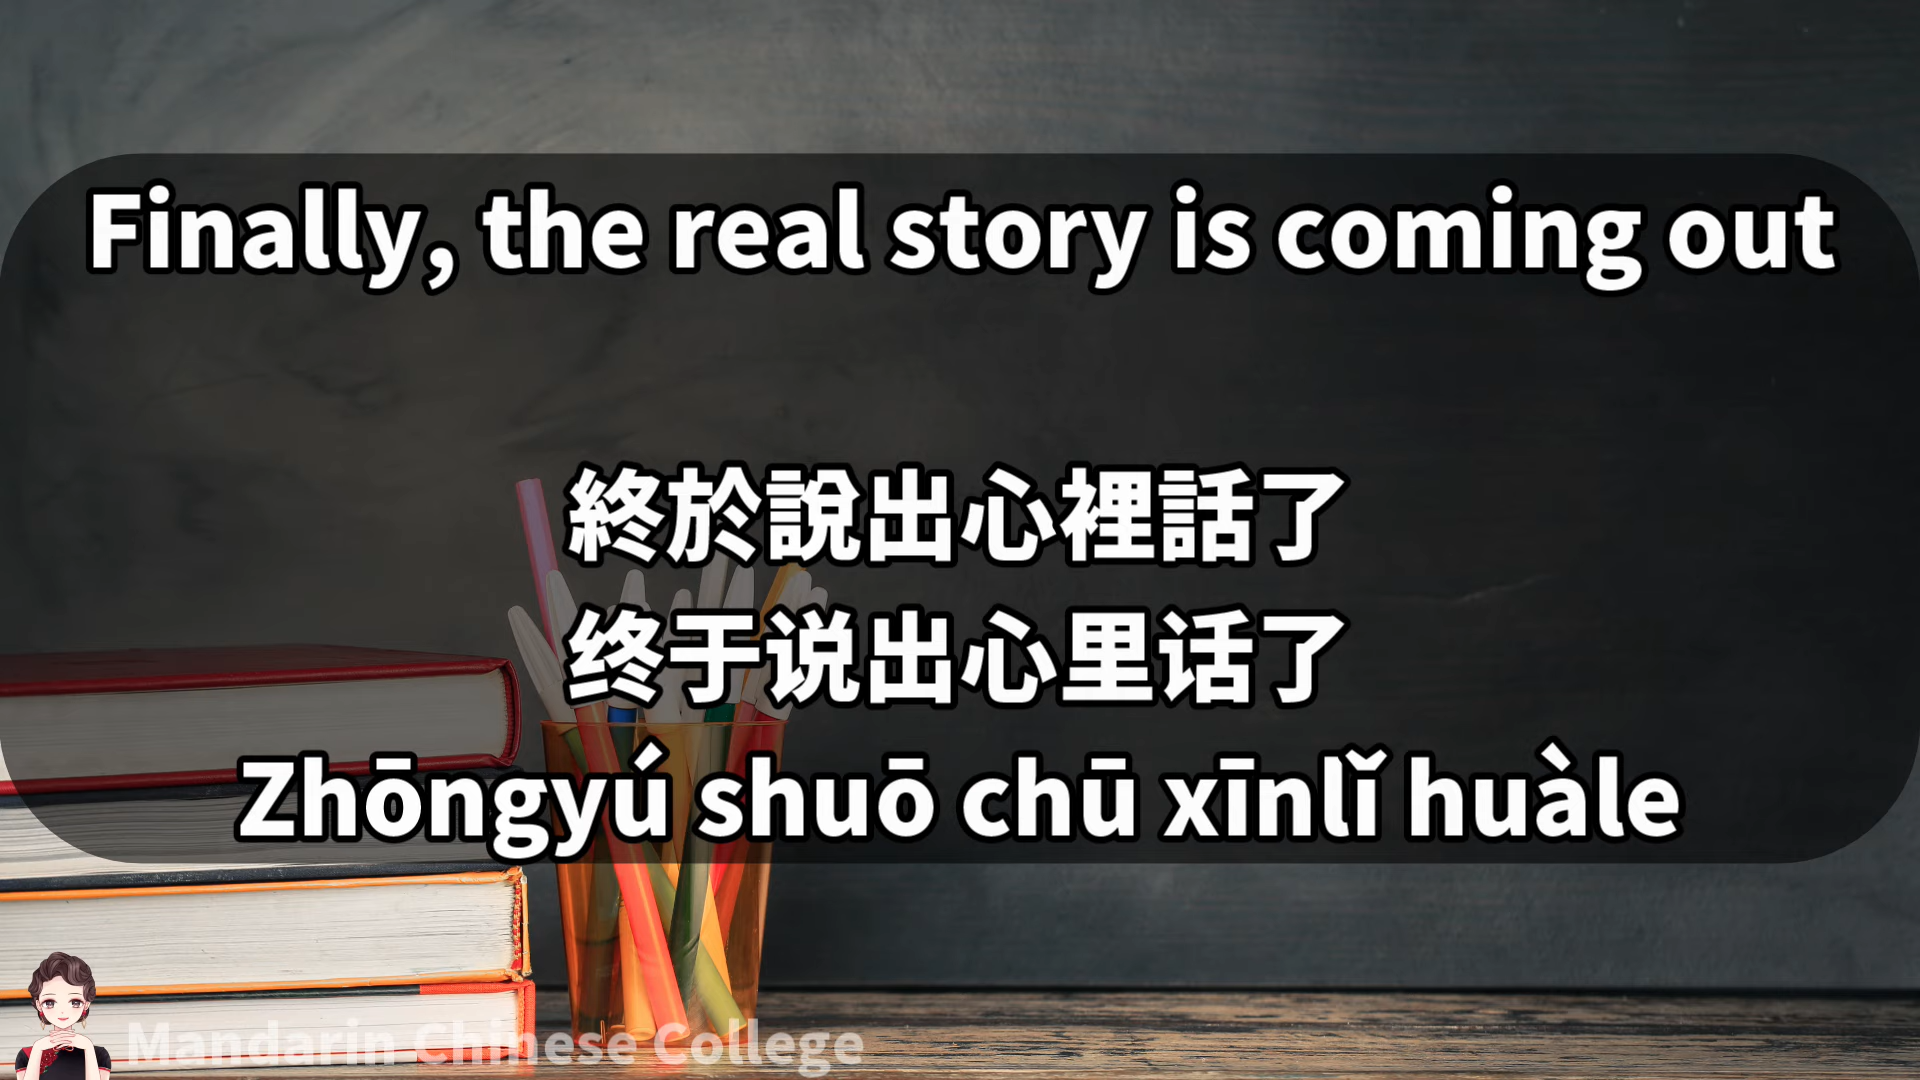 Finally, the real story is coming out
終於說出心裡話了
终于说出心里话了
Zhōngyú shuō chū xīnlǐ huàle
Mandarin Chinese College